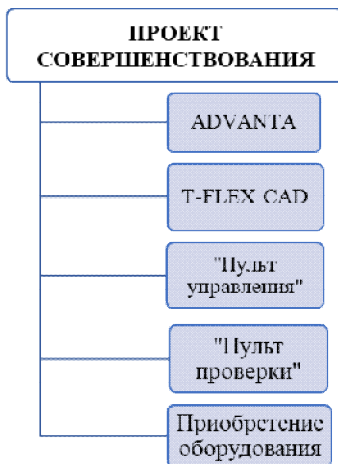 ПРОЕКТ
СОВЕРШЕНСТВОВАНИЯ
ADVANTA
T-FLEX CAD
"Пульт
управления"
"Пульт
проверки"
Приобретение
оборудования